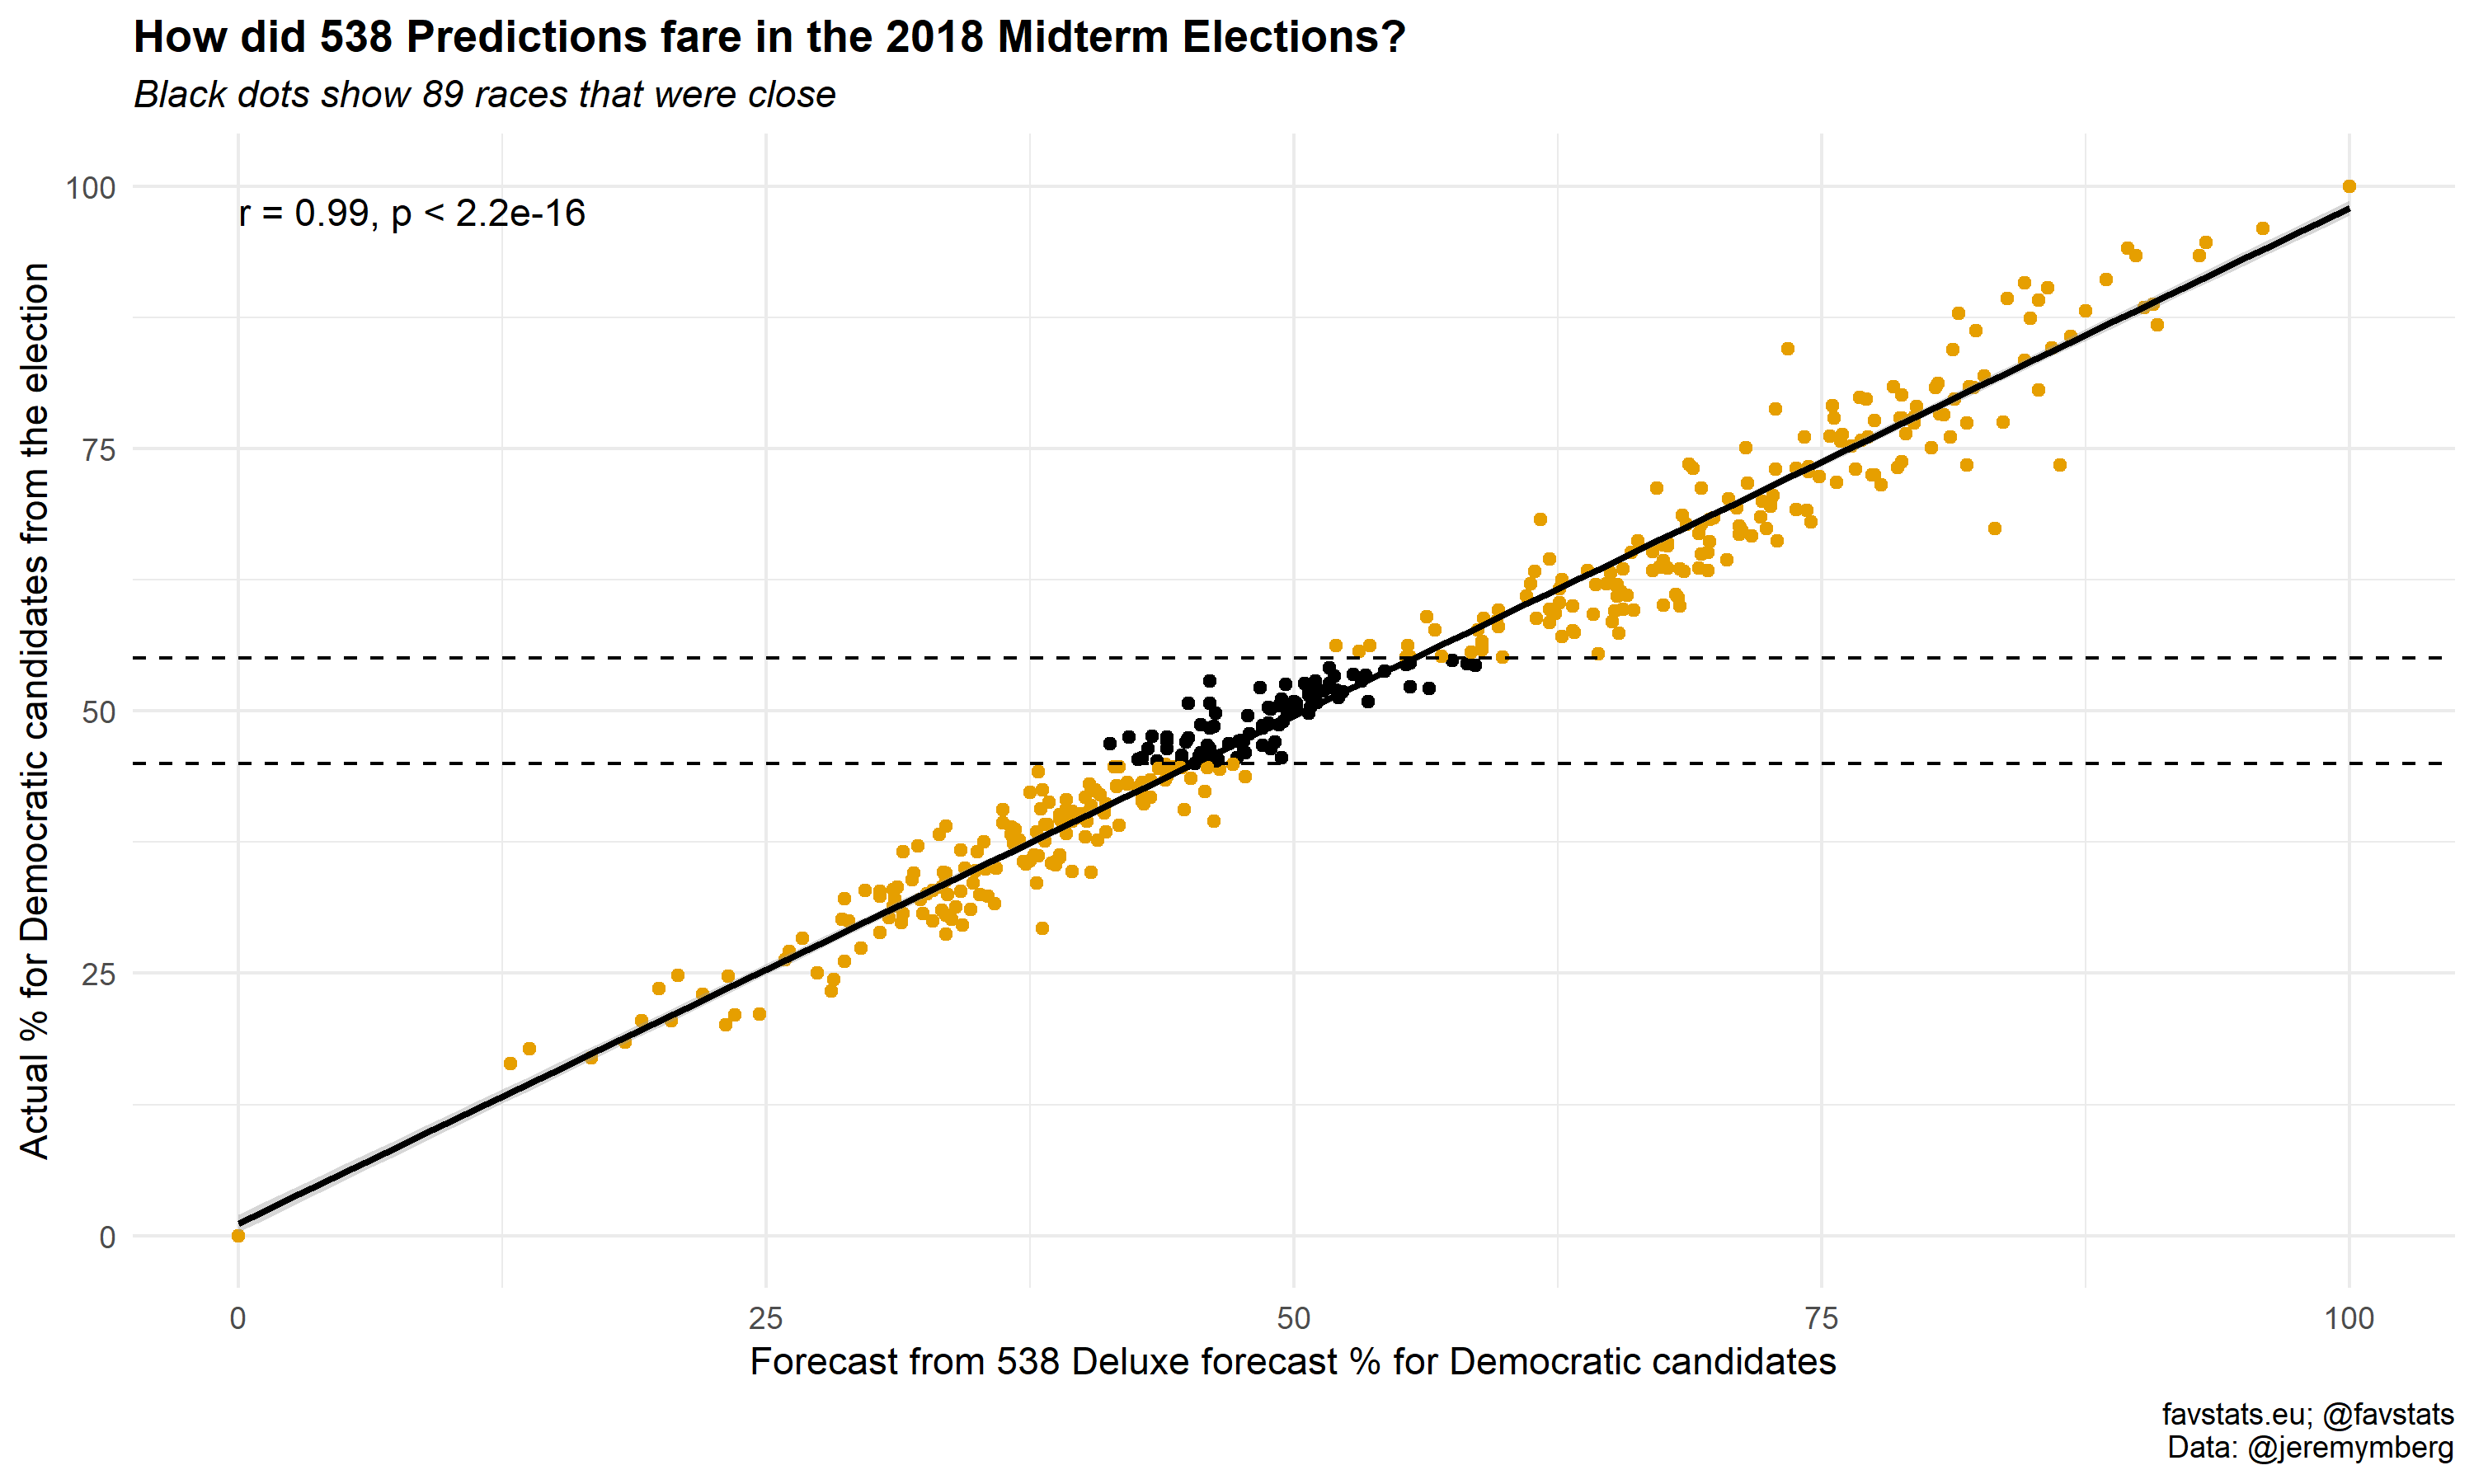 How did 538 Predictions fare in the 2018 Midterm Elections?
Black dots show 89 races that were close
r = 0.99, p < 2.2e-16
Actual % for Democratic candidates from the election
100
75
50
25
0
0 25 50 75 100
Forecast from 538 Deluxe forecast % for Democratic candidates
favstats.eu; @favstats
Data: @jeremymberg